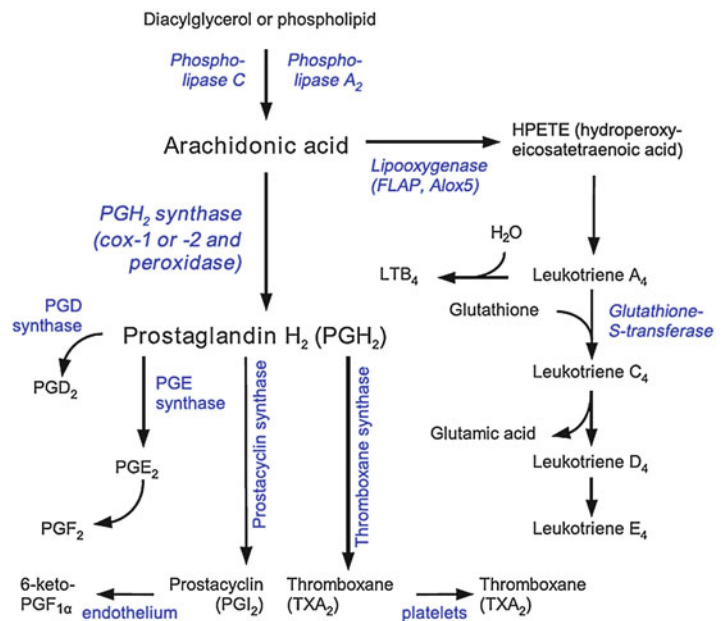 Diacylglycerol or phospholipid
Phospho-
lipase C
Phospho-
lipase A₂
Arachidonic acid
HPETE (hydroperoxy-
eicosatetraenoic acid)
Lipooxygenase
(FLAP, Alox5)
PGH₂ synthase
(cox-1 or -2 and
peroxidase)
H₂O
LTB₄
Leukotriene A₄
Glutathione
Glutathione-
S-transferase
PGD
synthase
Prostaglandin H₂ (PGH₂)
PGD₂
PGE
synthase
Prostacyclin synthase
Thromboxane synthase
Leukotriene C₄
Glutamic acid
Leukotriene D₄
PGE₂
PGF₂
Leukotriene E₄
6-keto-
PGF₁α
endothelium
Prostacyclin
(PGI₂)
Thromboxane
(TXA₂)
platelets
Thromboxane
(TXA₂)